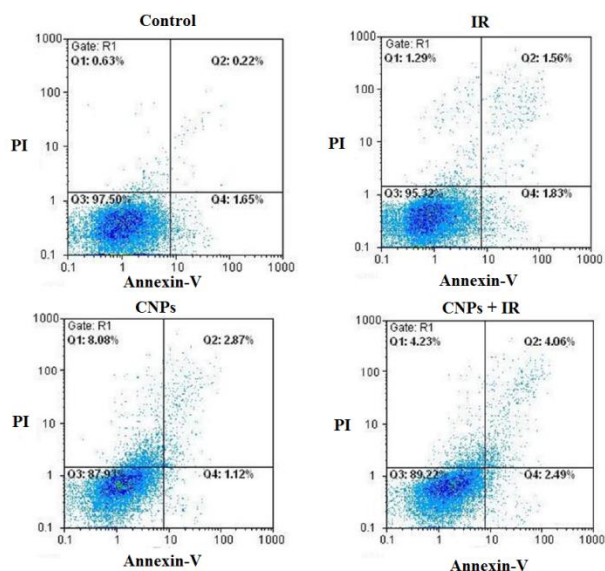 Control
Gate: R1
Q1: 0.63%
Q2: 0.22%
Q3: 97.50%
Q4: 1.65%
PI
1000
100
10
1
0.1
0.1 1 10 100 1000
Annexin-V
IR
Gate: R1
Q1: 1.29%
Q2: 1.56%
Q3: 95.32%
Q4: 1.83%
PI
1000
100
10
1
0.1
0.1 1 10 100 1000
Annexin-V
CNPs
Gate: R1
Q1: 8.08%
Q2: 2.87%
Q3: 87.93%
Q4: 1.12%
PI
1000
100
10
1
0.1
0.1 1 10 100 1000
Annexin-V
CNPs + IR
Gate: R1
Q1: 4.23%
Q2: 4.06%
Q3: 89.22%
Q4: 2.49%
PI
1000
100
10
1
0.1
0.1 1 10 100 1000
Annexin-V